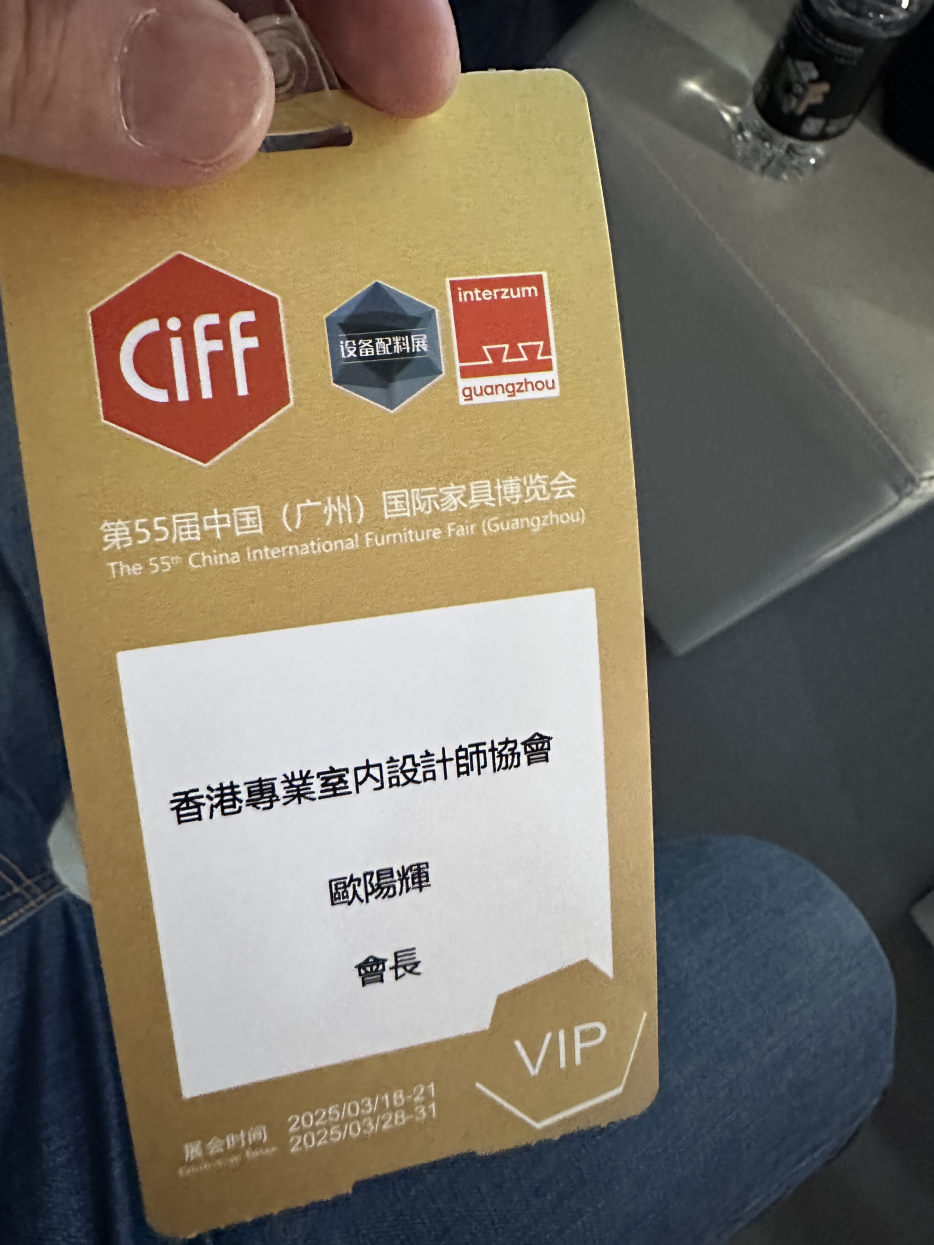 CiFF
设备配料展
interzum
guangzhou
第55届中国（广州）国际家具博览会
The 55th China International Furniture Fair (Guangzhou)
香港專業室内設計師協會
歐陽輝
會長
VIP
展会时间
2025/03/18-21
2025/03/28-31